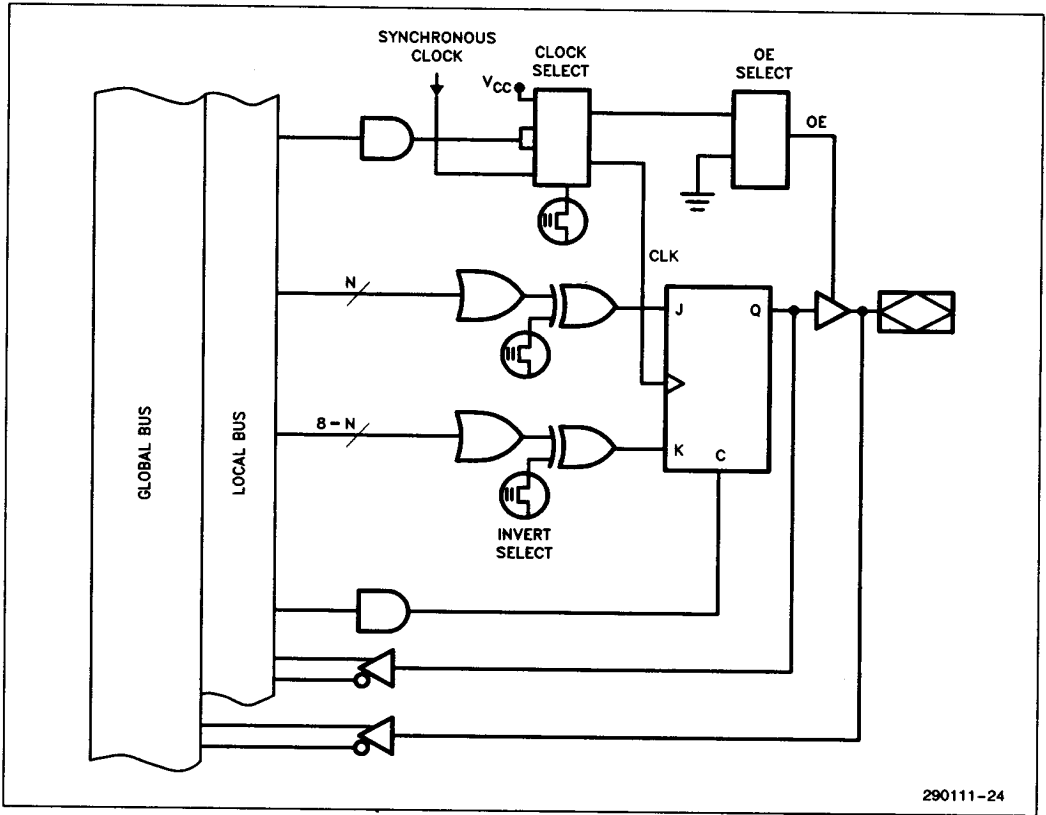 SYNCHRONOUS
CLOCK
CLOCK
SELECT
OE
SELECT
VCC
OE
CLK
N
J
Q
8-N
K
C
INVERT
SELECT
GLOBAL BUS
LOCAL BUS
290111-24